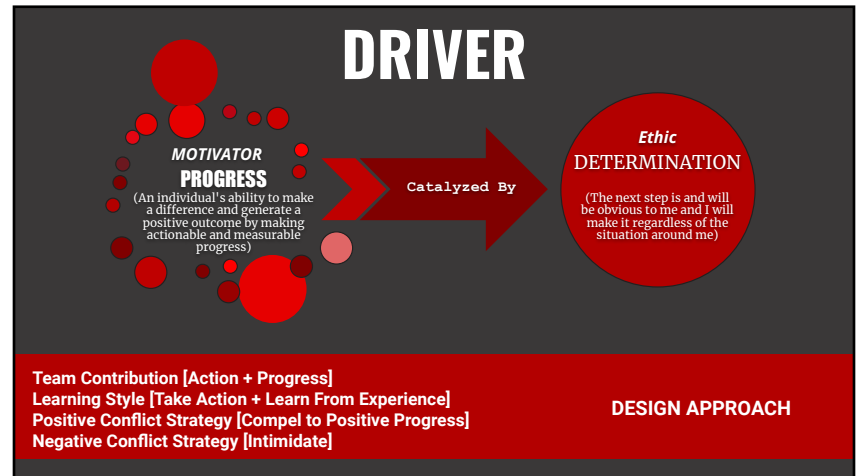 DRIVER
MOTIVATOR
PROGRESS
(An individual's ability to make
a difference and generate a
positive outcome by making
actionable and measurable
progress)
Catalyzed By
Ethic
DETERMINATION
(The next step is and will
be obvious to me and I will
make it regardless of the
situation around me)
Team Contribution [Action + Progress]
Learning Style [Take Action + Learn From Experience]
Positive Conflict Strategy [Compel to Positive Progress]
Negative Conflict Strategy [Intimidate]
DESIGN APPROACH